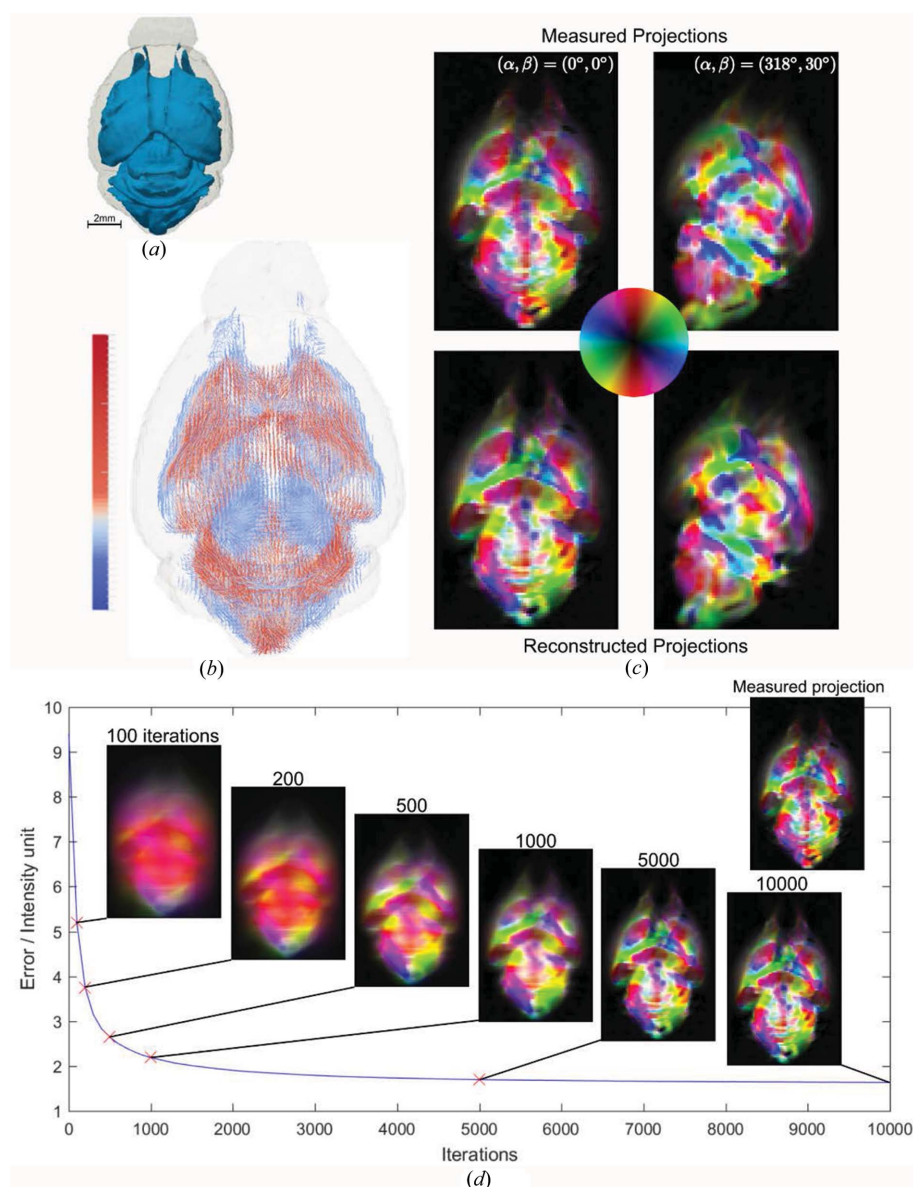 Measured Projections
(α, β) = (0°, 0°)
(α, β) = (318°, 30°)
2mm
(a)
(b)
Reconstructed Projections
(c)
Measured projection
10
9
8
7
6
5
4
3
2
1
Error / Intensity unit
100 iterations
200
500
1000
5000
10000
0
1000
2000
3000
4000
5000
6000
7000
8000
9000
10000
Iterations
(d)